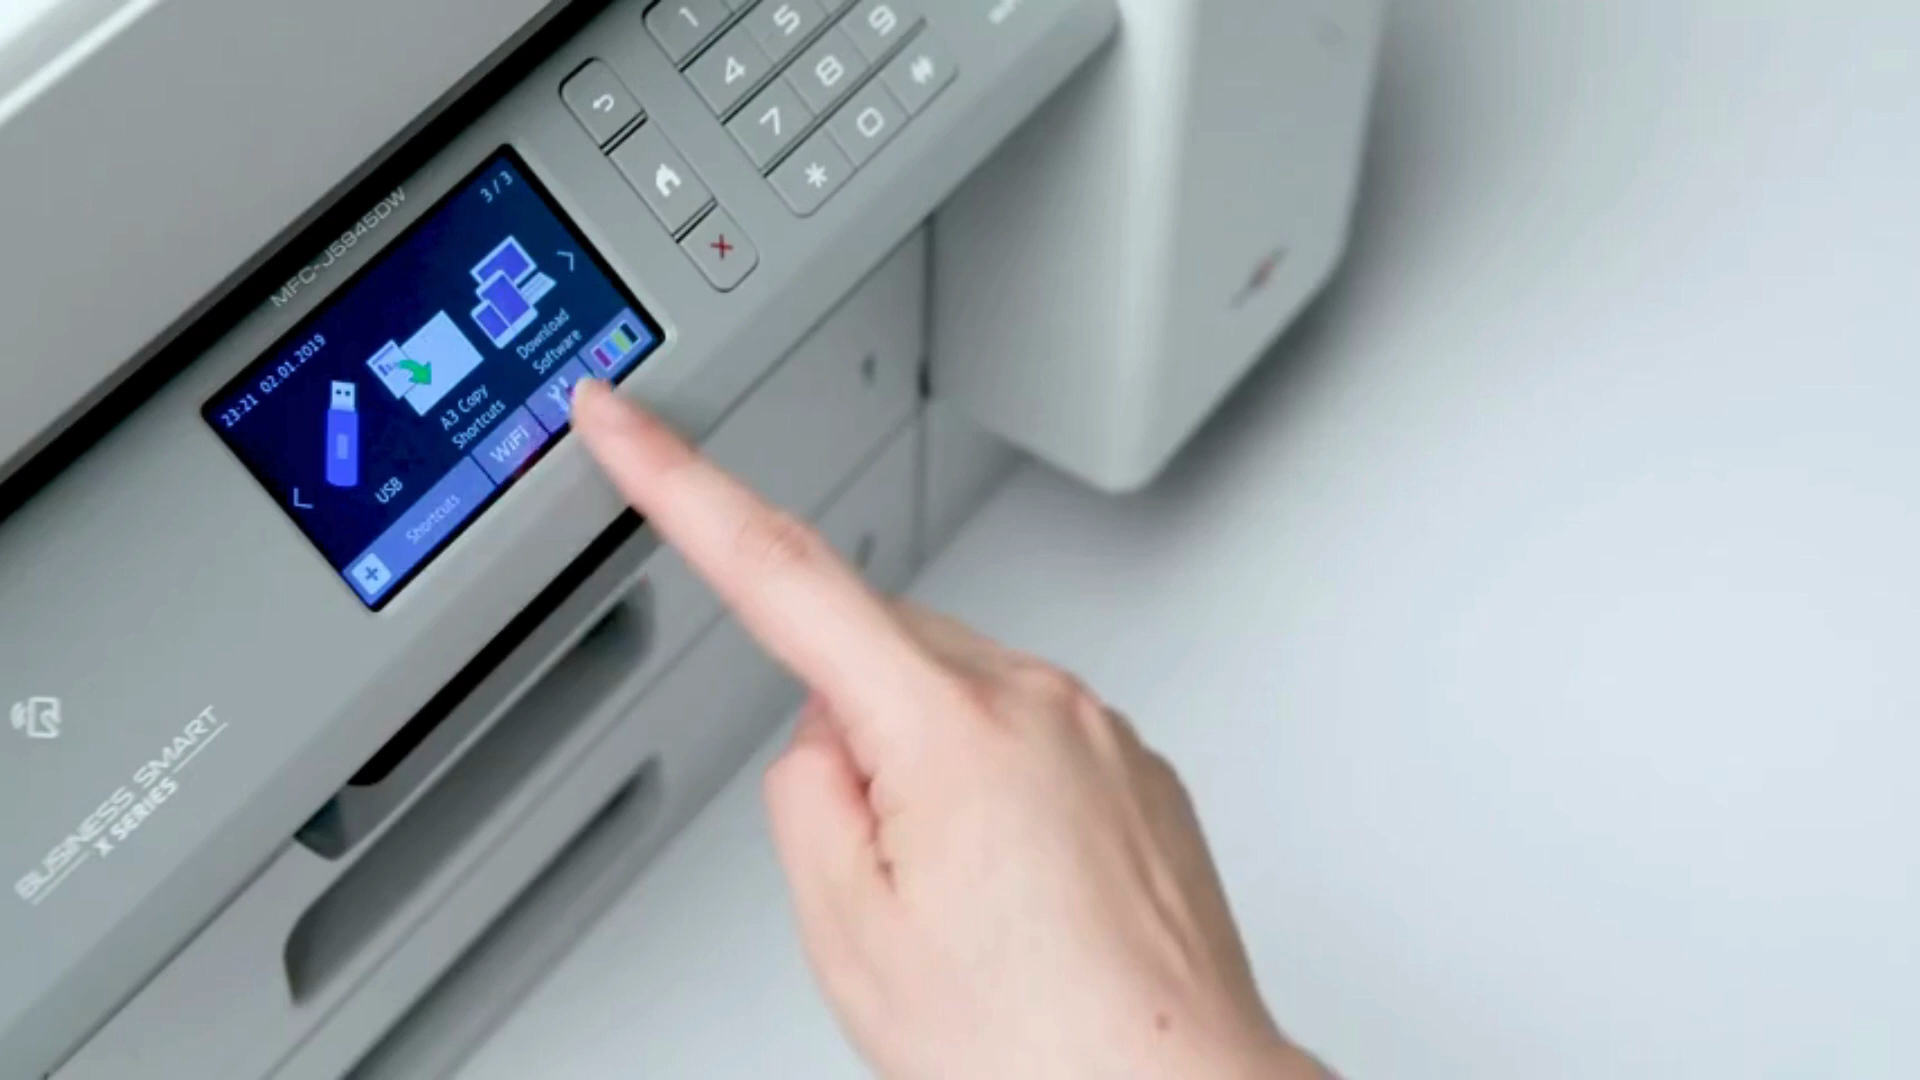 MFC-J5945DW
23:21 02.01.2019
3 / 3
USB
A3 Copy
Shortcuts
Download
Software
Shortcuts
WiFi
1
5
9
4
8
7
0
*
#
BUSINESS SMART
X SERIES